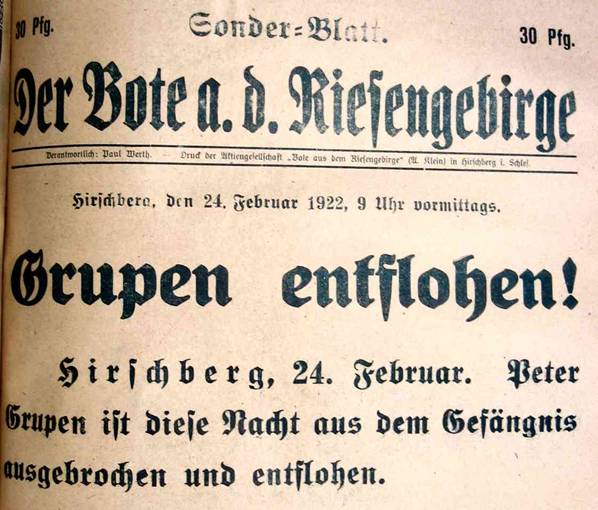 30 Pfg. Sonder-Blatt. 30 Pfg.
Der Bote a. d. Riesengebirge
Verantwortlich: Paul Werth. — Druck der Aktiengesellschaft „Bote aus dem Riesengebirge“ (A. Klein) in Hirschberg i. Schles.
Hirschberg, den 24. Februar 1922, 9 Uhr vormittags.
Grupen entflohen!
Hirschberg, 24. Februar. Peter
Grupen ist diese Nacht aus dem Gefängnis
ausgebrochen und entflohen.